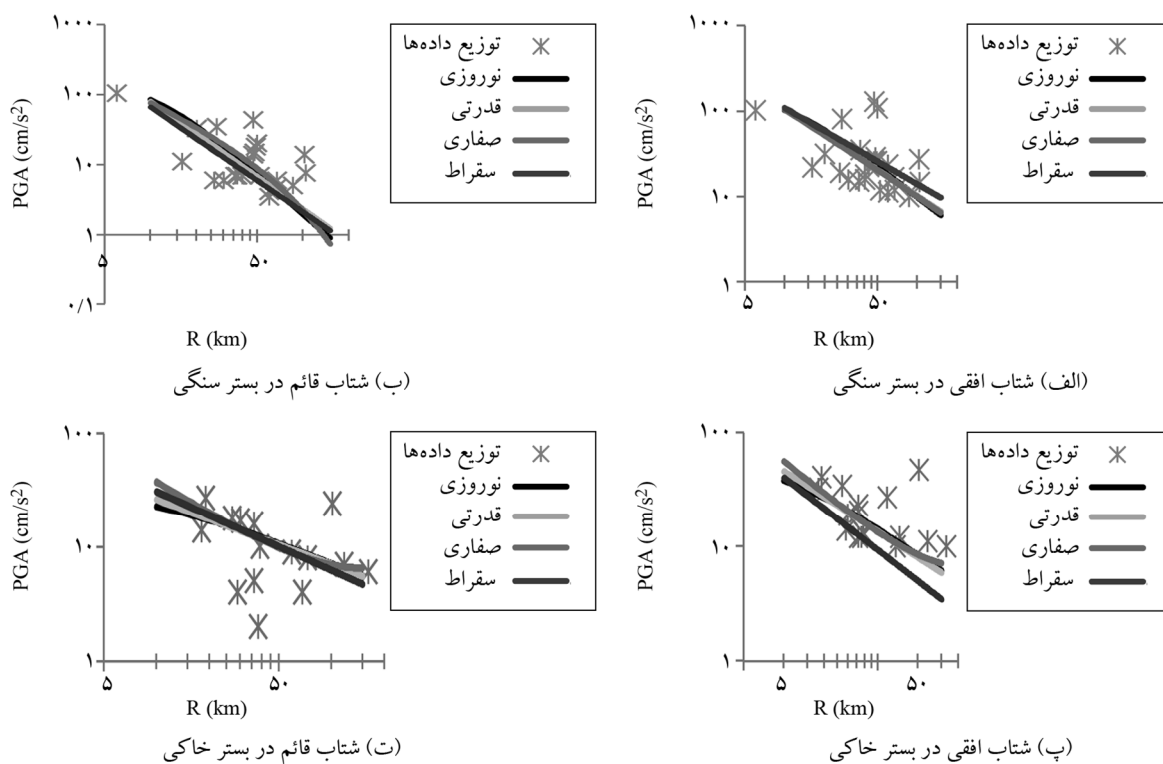 ۱۰۰۰
۱۰۰
۱۰
۱
PGA (cm/s²)
۵
۵۰
R (km)
توزیع داده‌ها
نوروزی
قدرتی
صفاری
سقراط
(الف) شتاب افقی در بستر سنگی
۱۰۰۰
۱۰۰
۱۰
۱
۰/۱
PGA (cm/s²)
۵
۵۰
R (km)
توزیع داده‌ها
نوروزی
قدرتی
صفاری
سقراط
(ب) شتاب قائم در بستر سنگی
۱۰۰
۱۰
۱
PGA (cm/s²)
۵
۵۰
R (km)
توزیع داده‌ها
نوروزی
قدرتی
صفاری
سقراط
(پ) شتاب افقی در بستر خاکی
۱۰۰
۱۰
۱
PGA (cm/s²)
۵
۵۰
R (km)
توزیع داده‌ها
نوروزی
قدرتی
صفاری
سقراط
(ت) شتاب قائم در بستر خاکی